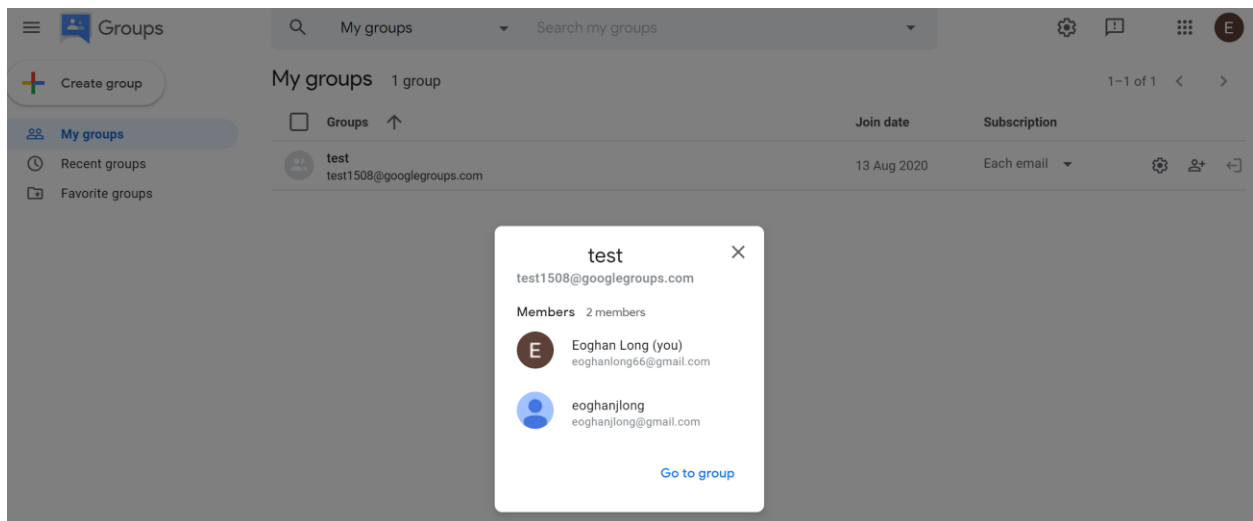 Groups
My groups
Search my groups
E
Create group
My groups 1 group
1–1 of 1
Groups
Join date
Subscription
My groups
Recent groups
Favorite groups
test
test1508@googlegroups.com
13 Aug 2020
Each email
test
test1508@googlegroups.com
Members 2 members
E
Eoghan Long (you)
eoghanlong66@gmail.com
eoghanjlong
eoghanjlong@gmail.com
Go to group